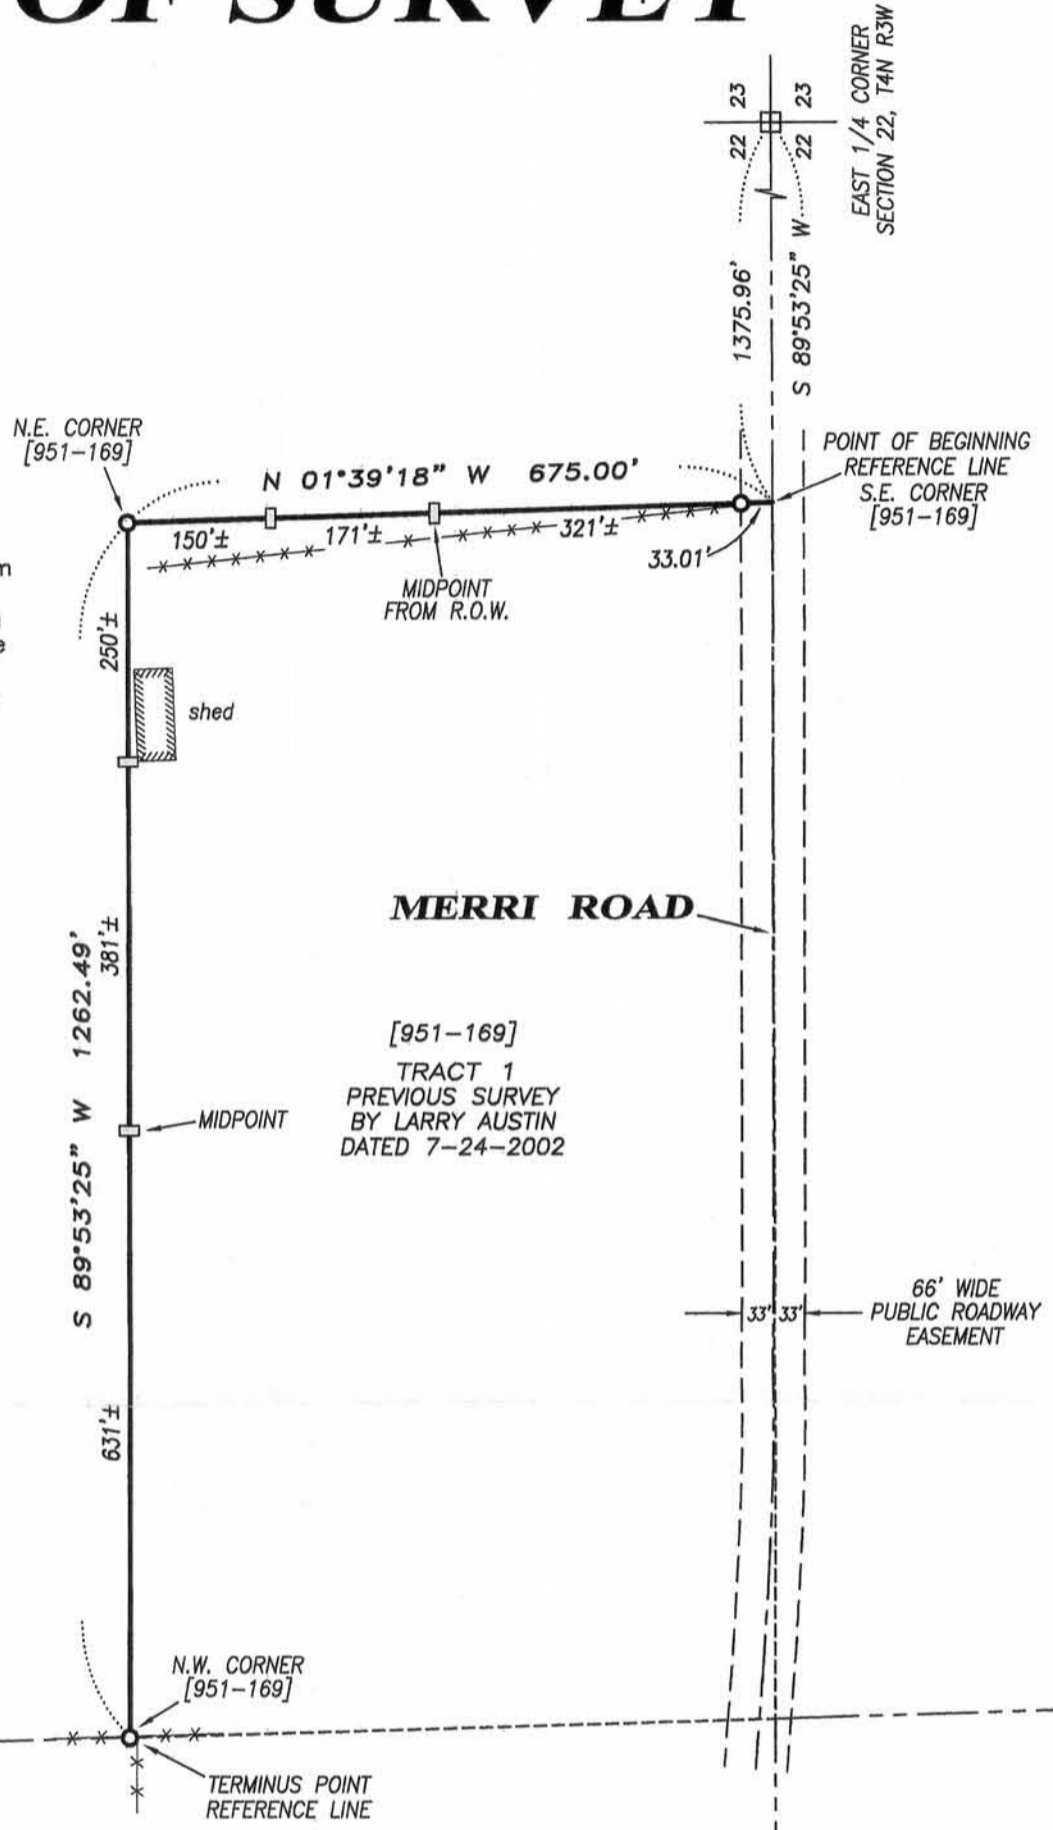 OF SURVEY
23
23
22
22
EAST 1/4 CORNER
SECTION 22, T4N R3W
1375.96'
S 89°53'25" W
N.E. CORNER
[951-169]
N 01°39'18" W 675.00'
POINT OF BEGINNING
REFERENCE LINE
S.E. CORNER
[951-169]
150'±
171'±
321'±
33.01'
MIDPOINT
FROM R.O.W.
250'±
shed
MERRI ROAD
381'±
S 89°53'25" W 1262.49'
[951-169]
TRACT 1
PREVIOUS SURVEY
BY LARRY AUSTIN
DATED 7-24-2002
MIDPOINT
66' WIDE
PUBLIC ROADWAY
EASEMENT
33'
33'
631'±
N.W. CORNER
[951-169]
TERMINUS POINT
REFERENCE LINE